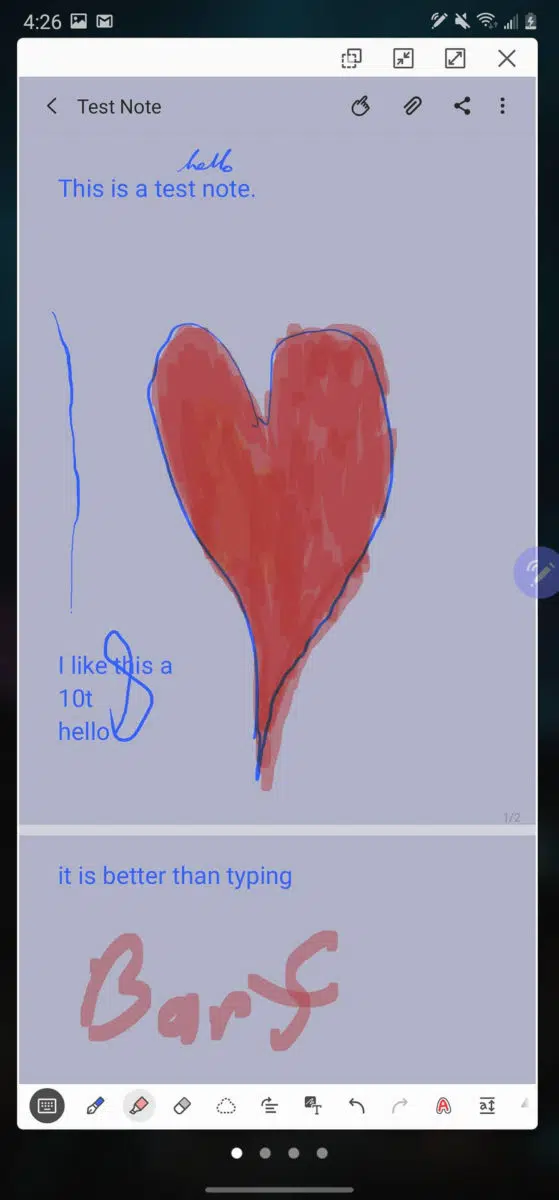 4:26
Test Note
hello
This is a test note.
I like this a
10t
hello
1/2
it is better than typing
Barf